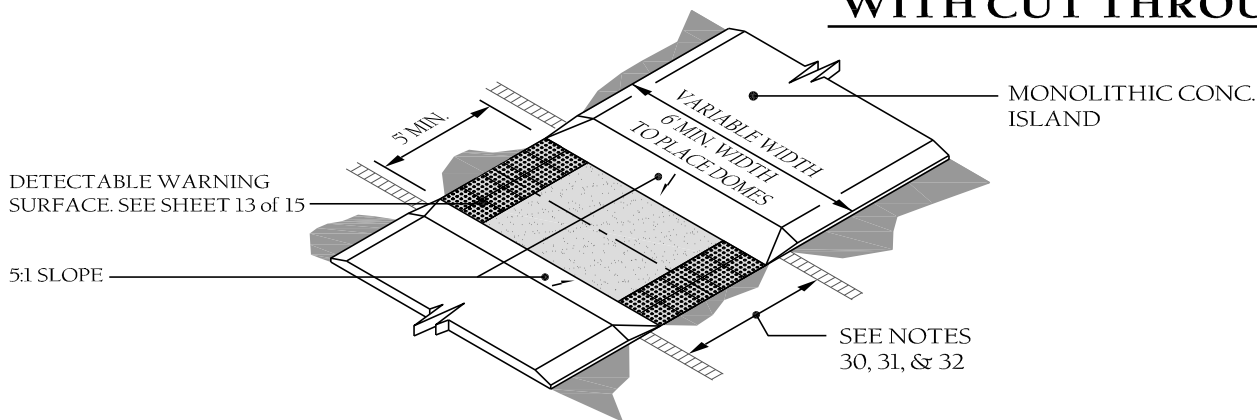 WITH CUT THROU
MONOLITHIC CONC.
ISLAND
VARIABLE WIDTH
6' MIN. WIDTH
TO PLACE DOMES
5' MIN.
DETECTABLE WARNING
SURFACE. SEE SHEET 13 of 15
5:1 SLOPE
SEE NOTES
30, 31, & 32